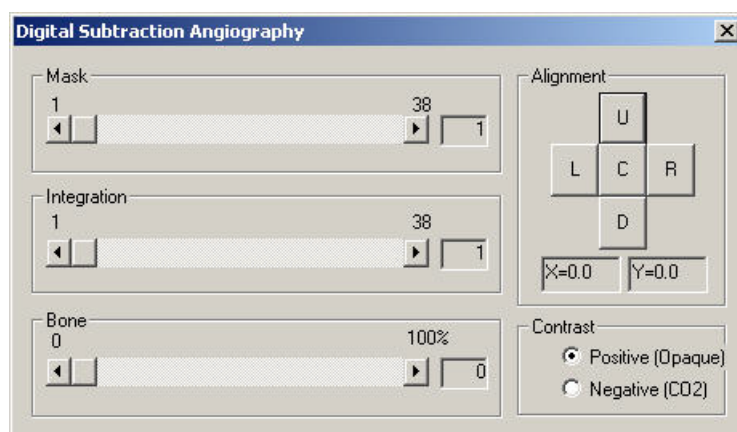 Digital Subtraction Angiography
Mask
1 38
1
Integration
1 38
1
Bone
0 100%
0
Alignment
U
L C R
D
X=0.0 Y=0.0
Contrast
Positive (Opaque)
Negative (CO2)